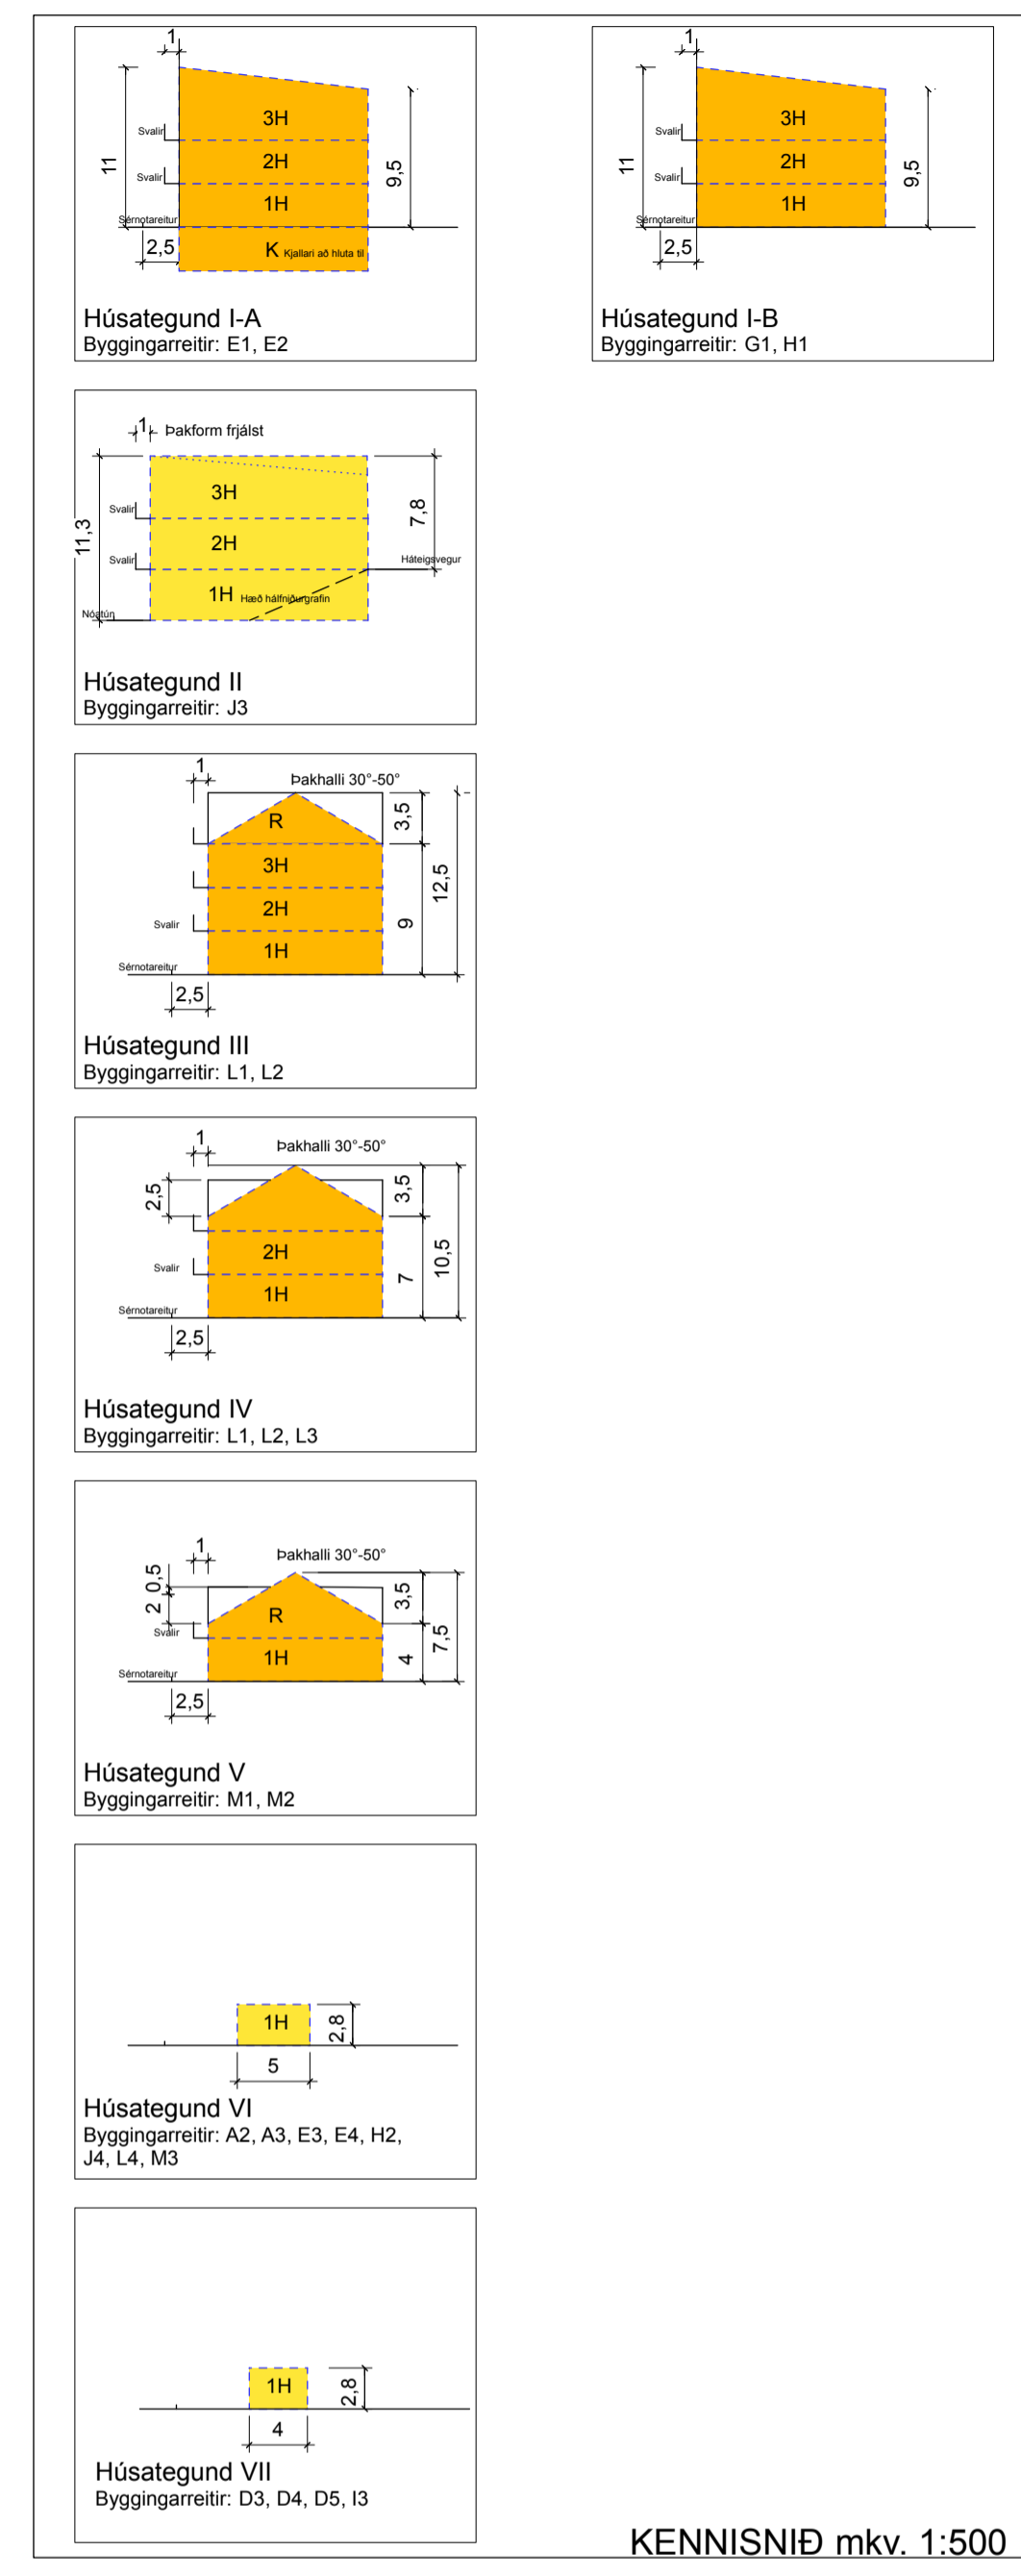 1
3H
Svalir
2H
Svalir
11
9,5
1H
Sérnotareitur
2,5
K Kjallari að hluta til
Húsategund I-A
Byggingarreitir: E1, E2
1
3H
Svalir
2H
Svalir
11
9,5
1H
Sérnotareitur
2,5
Húsategund I-B
Byggingarreitir: G1, H1
1 Þakform frjálst
3H
Svalir
7,8
11,3
2H
Svalir
Háteigsvegur
1H Hæð hálfniðurgrafin
Nóatún
Húsategund II
Byggingarreitir: J3
1
Þakhalli 30°-50°
R
3,5
3H
12,5
2H
Svalir
9
1H
Sérnotareitur
2,5
Húsategund III
Byggingarreitir: L1, L2
1
Þakhalli 30°-50°
2,5
3,5
2H
10,5
Svalir
7
1H
Sérnotareitur
2,5
Húsategund IV
Byggingarreitir: L1, L2, L3
1
Þakhalli 30°-50°
0,5
2
3,5
R
Svalir
7,5
1H
4
Sérnotareitur
2,5
Húsategund V
Byggingarreitir: M1, M2
1H
2,8
5
Húsategund VI
Byggingarreitir: A2, A3, E3, E4, H2,
J4, L4, M3
1H
2,8
4
Húsategund VII
Byggingarreitir: D3, D4, D5, I3
KENNISNIÐ mkv. 1:500